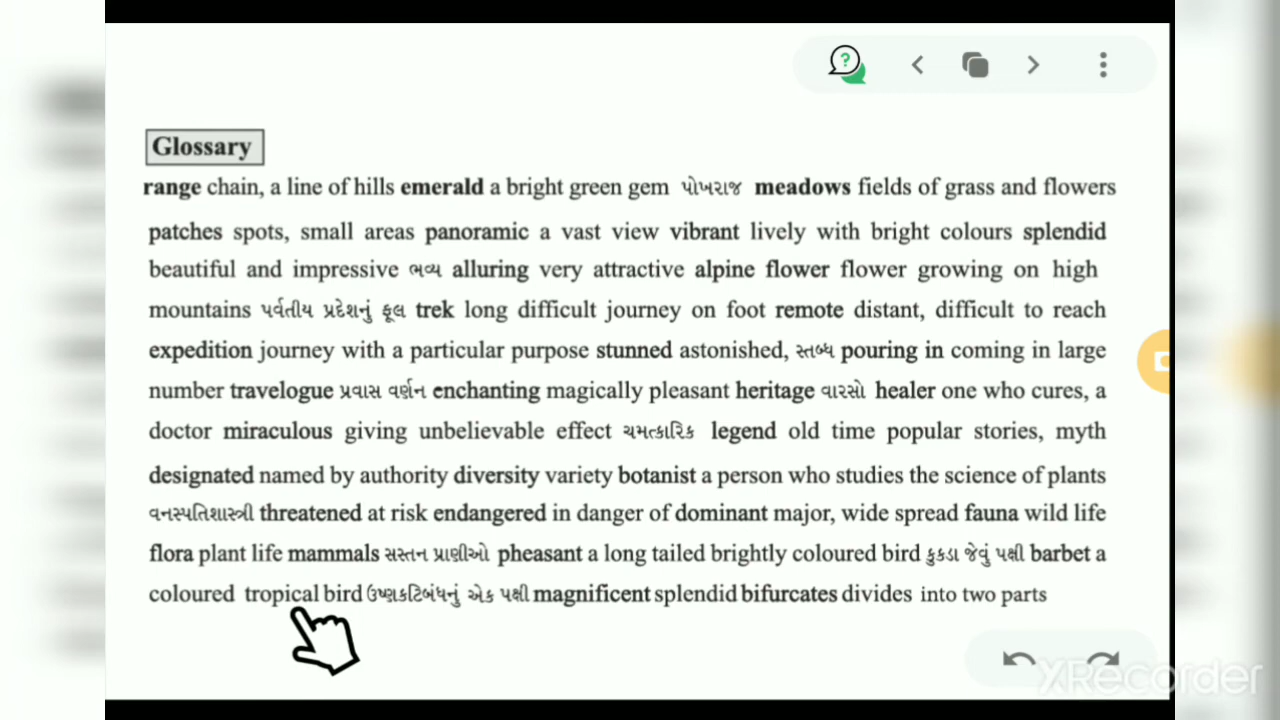 Glossary
range chain, a line of hills emerald a bright green gem પોખરાજ meadows fields of grass and flowers
patches spots, small areas panoramic a vast view vibrant lively with bright colours splendid
beautiful and impressive ભવ્ય alluring very attractive alpine flower flower growing on high
mountains પર્વતીય પ્રદેશનું ફૂલ trek long difficult journey on foot remote distant, difficult to reach
expedition journey with a particular purpose stunned astonished, સ્તબ્ધ pouring in coming in large
number travelogue પ્રવાસ વર્ણન enchanting magically pleasant heritage વારસો healer one who cures, a
doctor miraculous giving unbelievable effect ચમત્કારિક legend old time popular stories, myth
designated named by authority diversity variety botanist a person who studies the science of plants
વનસ્પતિશાસ્ત્રી threatened at risk endangered in danger of dominant major, wide spread fauna wild life
flora plant life mammals સસ્તન પ્રાણીઓ pheasant a long tailed brightly coloured bird કુકડા જેવું પક્ષી barbet a
coloured tropical bird ઉષ્ણકટિબંધનું એક પક્ષી magnificent splendid bifurcates divides into two parts
XRecorder